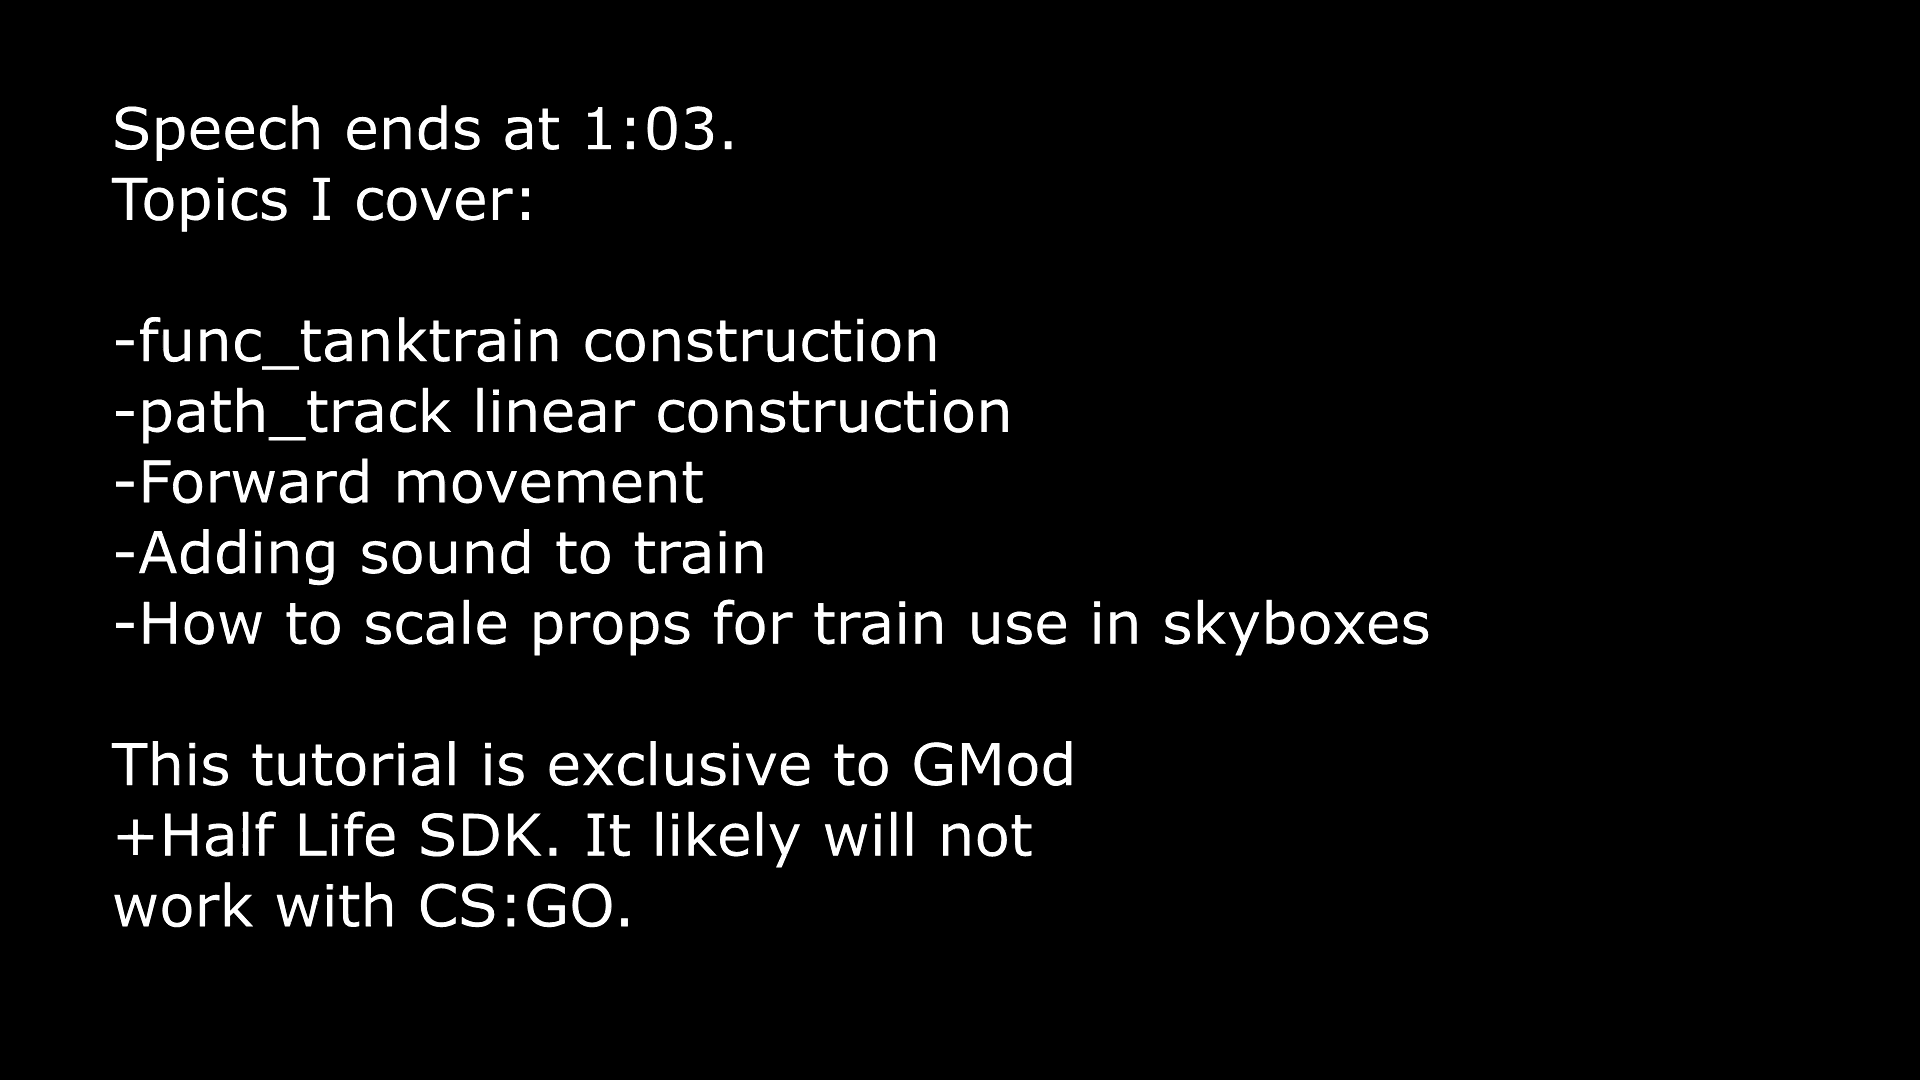 Speech ends at 1:03.
Topics I cover:
-func_tanktrain construction
-path_track linear construction
-Forward movement
-Adding sound to train
-How to scale props for train use in skyboxes
This tutorial is exclusive to GMod
+Half Life SDK. It likely will not
work with CS:GO.